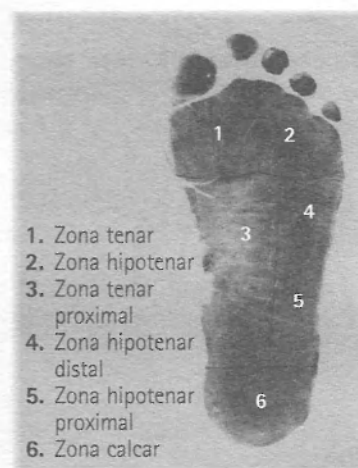 1
2
3
4
5
6
1. Zona tenar
2. Zona hipotenar
3. Zona tenar
proximal
4. Zona hipotenar
distal
5. Zona hipotenar
proximal
6. Zona calcar